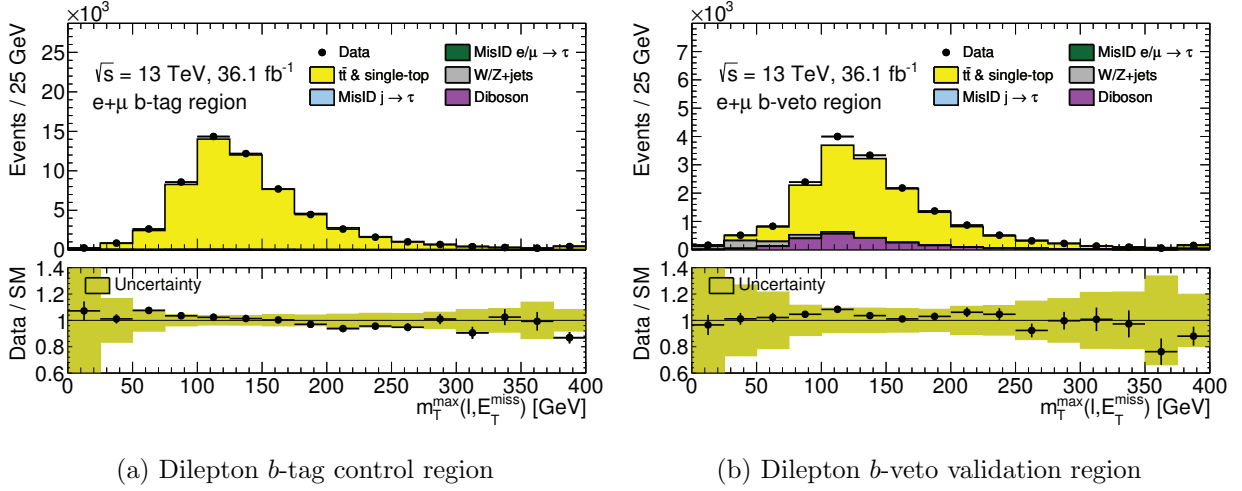 ×10³
Events / 25 GeV
25
20
15
10
5
0
√s = 13 TeV, 36.1 fb⁻¹
e+μ b-tag region
Data
tt̄ & single-top
MisID j → τ
MisID e/μ → τ
W/Z+jets
Diboson
Data / SM
1.4
1.2
1
0.8
0.6
Uncertainty
0 50 100 150 200 250 300 350 400
m_T^max(l,E_T^miss) [GeV]
(a) Dilepton b-tag control region
×10³
Events / 25 GeV
8
7
6
5
4
3
2
1
0
√s = 13 TeV, 36.1 fb⁻¹
e+μ b-veto region
Data
tt̄ & single-top
MisID j → τ
MisID e/μ → τ
W/Z+jets
Diboson
Data / SM
1.4
1.2
1
0.8
0.6
Uncertainty
0 50 100 150 200 250 300 350 400
m_T^max(l,E_T^miss) [GeV]
(b) Dilepton b-veto validation region